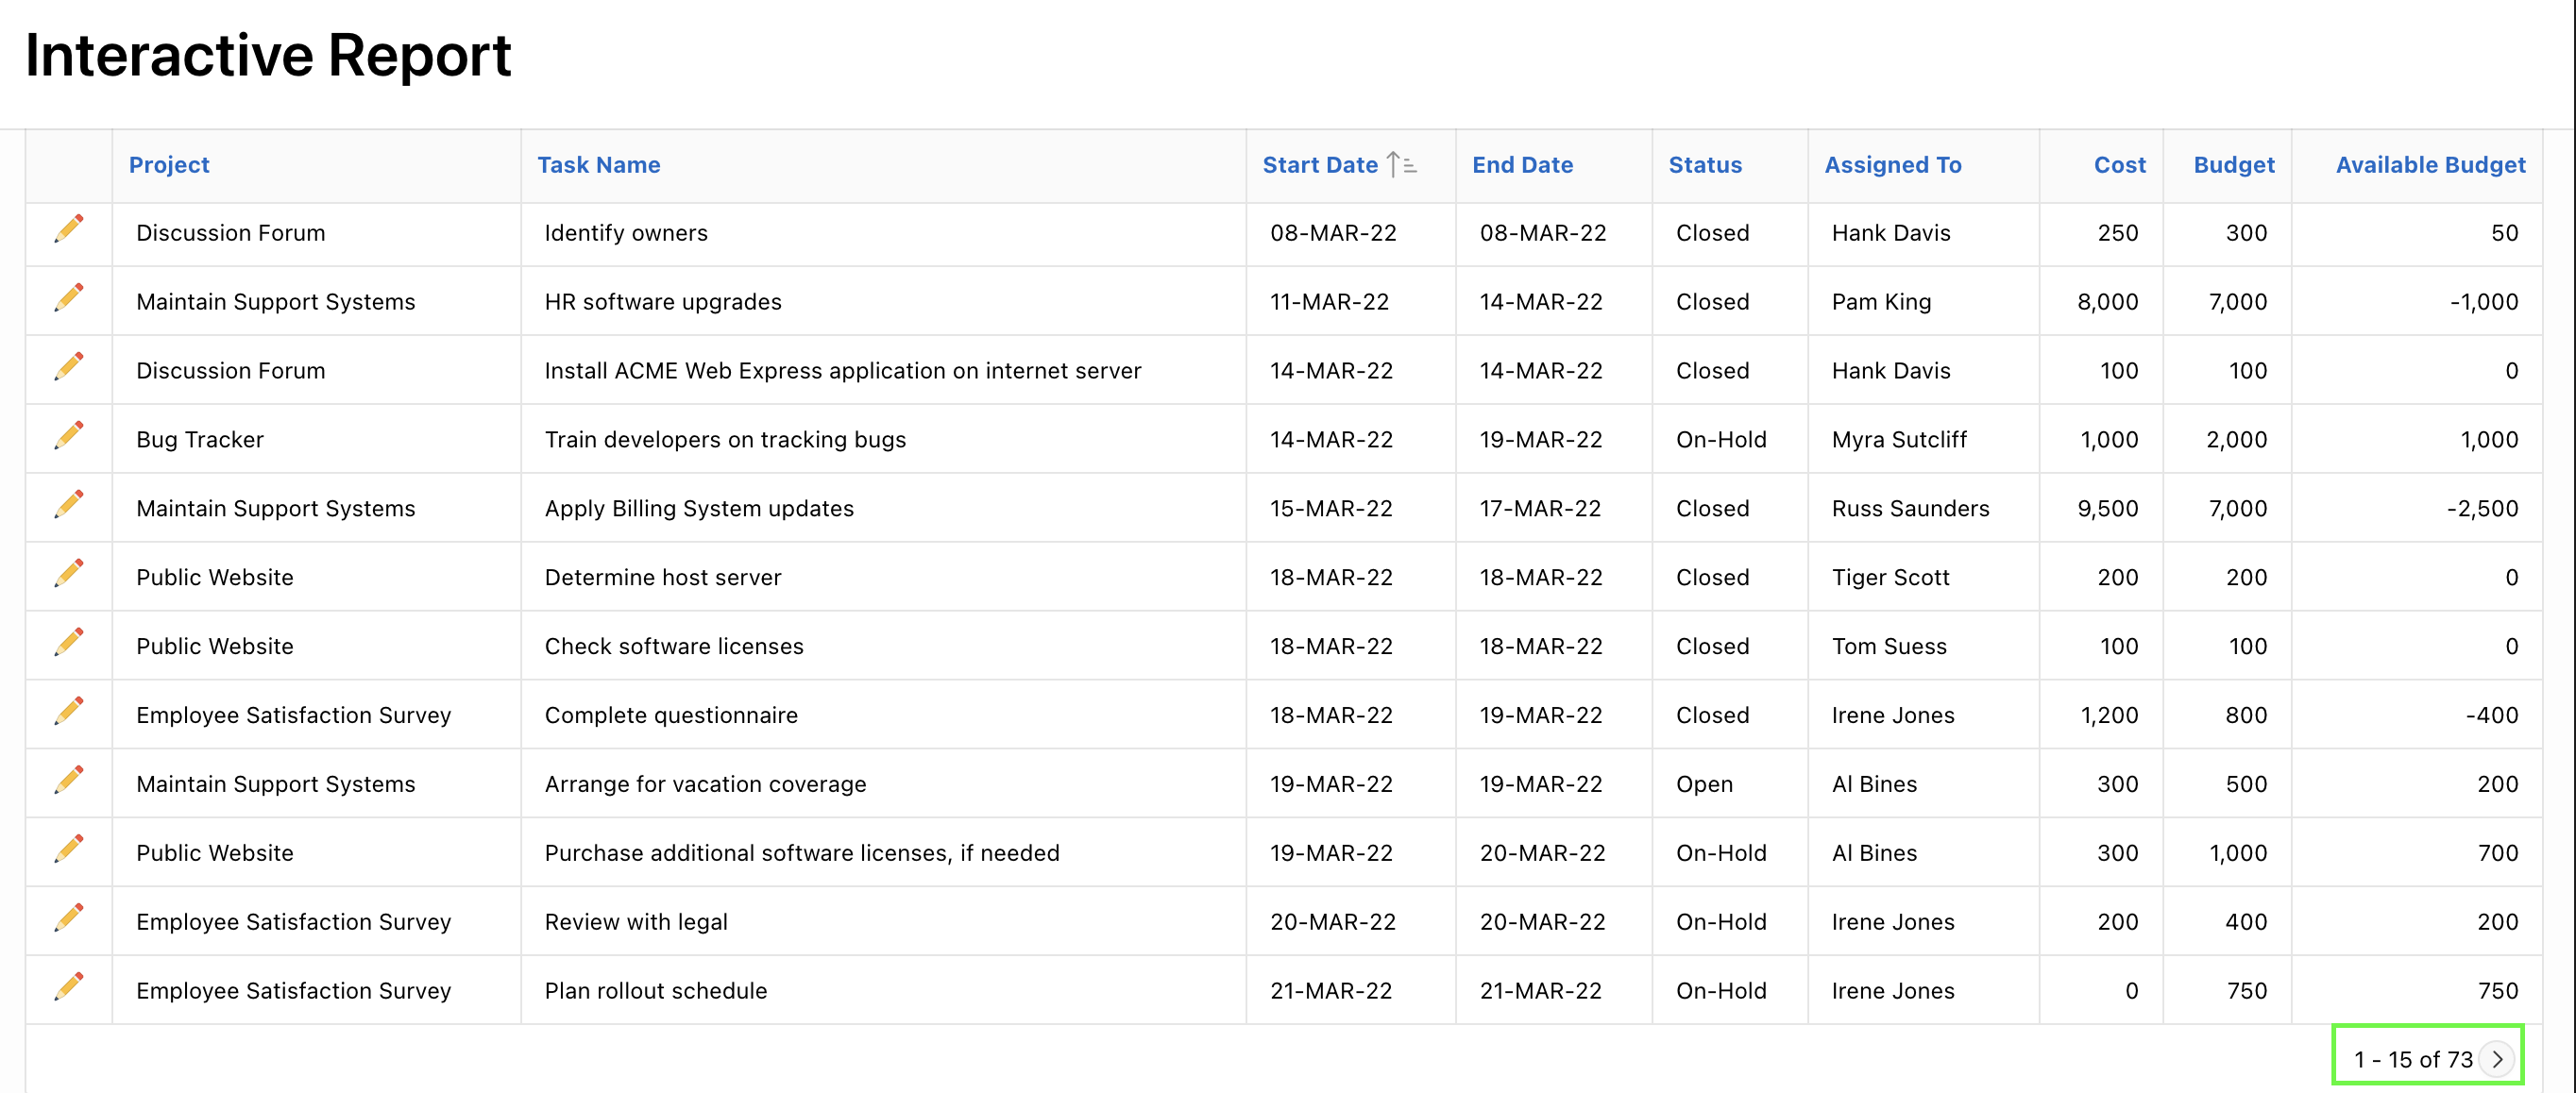 Interactive Report
Project Task Name Start Date End Date Status Assigned To Cost Budget Available Budget
Discussion Forum Identify owners 08-MAR-22 08-MAR-22 Closed Hank Davis 250 300 50
Maintain Support Systems HR software upgrades 11-MAR-22 14-MAR-22 Closed Pam King 8,000 7,000 -1,000
Discussion Forum Install ACME Web Express application on internet server 14-MAR-22 14-MAR-22 Closed Hank Davis 100 100 0
Bug Tracker Train developers on tracking bugs 14-MAR-22 19-MAR-22 On-Hold Myra Sutcliff 1,000 2,000 1,000
Maintain Support Systems Apply Billing System updates 15-MAR-22 17-MAR-22 Closed Russ Saunders 9,500 7,000 -2,500
Public Website Determine host server 18-MAR-22 18-MAR-22 Closed Tiger Scott 200 200 0
Public Website Check software licenses 18-MAR-22 18-MAR-22 Closed Tom Suess 100 100 0
Employee Satisfaction Survey Complete questionnaire 18-MAR-22 19-MAR-22 Closed Irene Jones 1,200 800 -400
Maintain Support Systems Arrange for vacation coverage 19-MAR-22 19-MAR-22 Open Al Bines 300 500 200
Public Website Purchase additional software licenses, if needed 19-MAR-22 20-MAR-22 On-Hold Al Bines 300 1,000 700
Employee Satisfaction Survey Review with legal 20-MAR-22 20-MAR-22 On-Hold Irene Jones 200 400 200
Employee Satisfaction Survey Plan rollout schedule 21-MAR-22 21-MAR-22 On-Hold Irene Jones 0 750 750
1 - 15 of 73